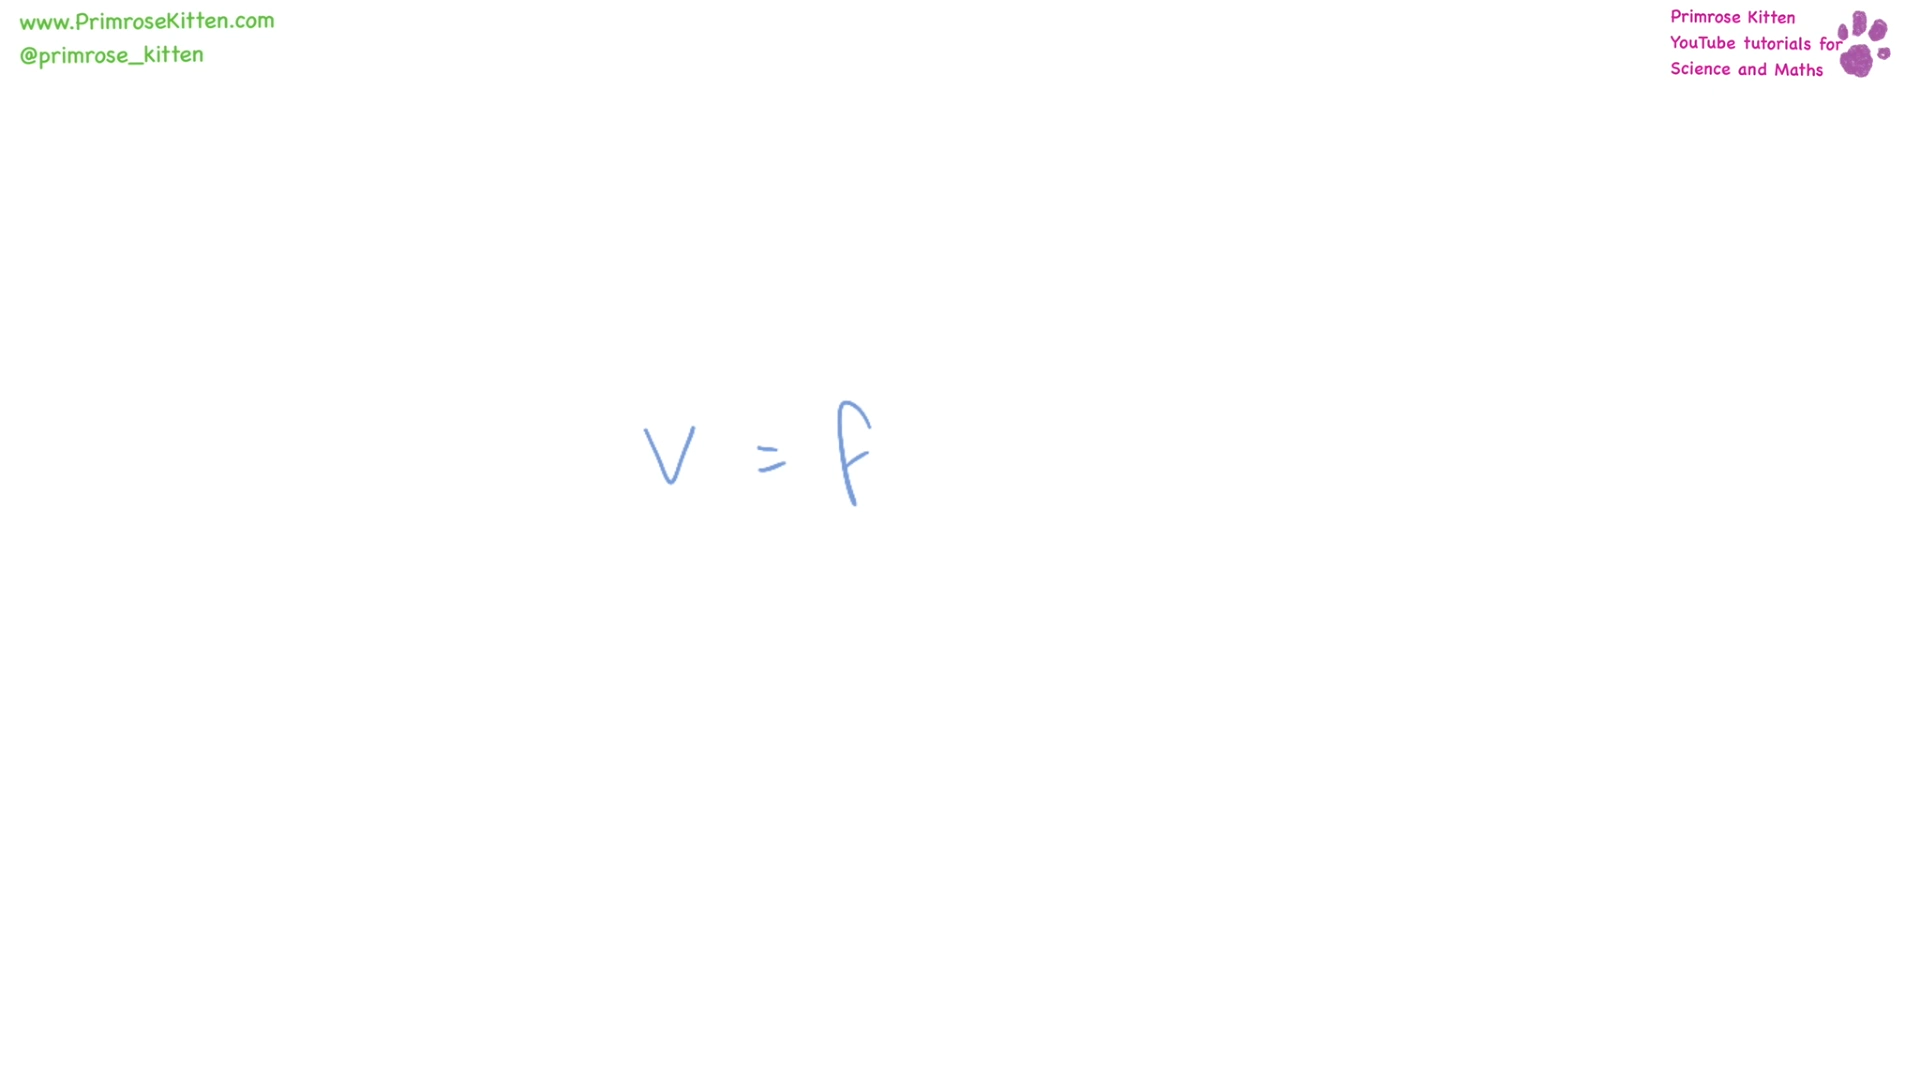 www.PrimroseKitten.com
@primrose_kitten
Primrose Kitten
YouTube tutorials for
Science and Maths
v = f